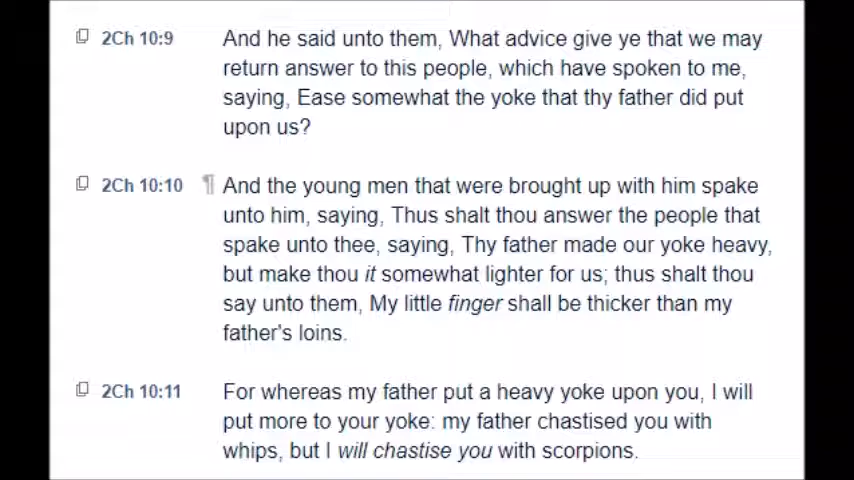 2Ch 10:9 And he said unto them, What advice give ye that we may
return answer to this people, which have spoken to me,
saying, Ease somewhat the yoke that thy father did put
upon us?
2Ch 10:10 ¶ And the young men that were brought up with him spake
unto him, saying, Thus shalt thou answer the people that
spake unto thee, saying, Thy father made our yoke heavy,
but make thou it somewhat lighter for us; thus shalt thou
say unto them, My little finger shall be thicker than my
father's loins.
2Ch 10:11 For whereas my father put a heavy yoke upon you, I will
put more to your yoke: my father chastised you with
whips, but I will chastise you with scorpions.